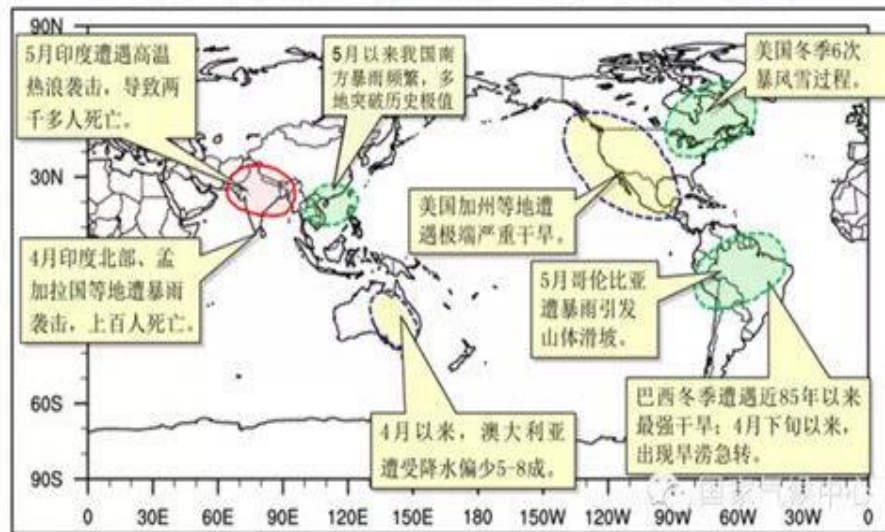 90N
30N
60S
90S
5月印度遭遇高温
热浪袭击，导致两
千多人死亡。
5月以来我国南
方暴雨频繁，多
地突破历史极值
美国冬季6次
暴风雪过程。
美国加州等地遭
遇极端严重干旱。
4月印度北部、孟
加拉国等地遭暴雨
袭击，上百人死亡。
5月哥伦比亚
遭暴雨引发
山体滑坡。
巴西冬季遭遇近85年以来
最强干旱；4月下旬以来，
出现旱涝急转。
4月以来，澳大利亚
遭受降水偏少5-8成。
国家气候中心
0 30E 60E 90E 120E 150E 180 150W 120W 90W 60W 30W 0